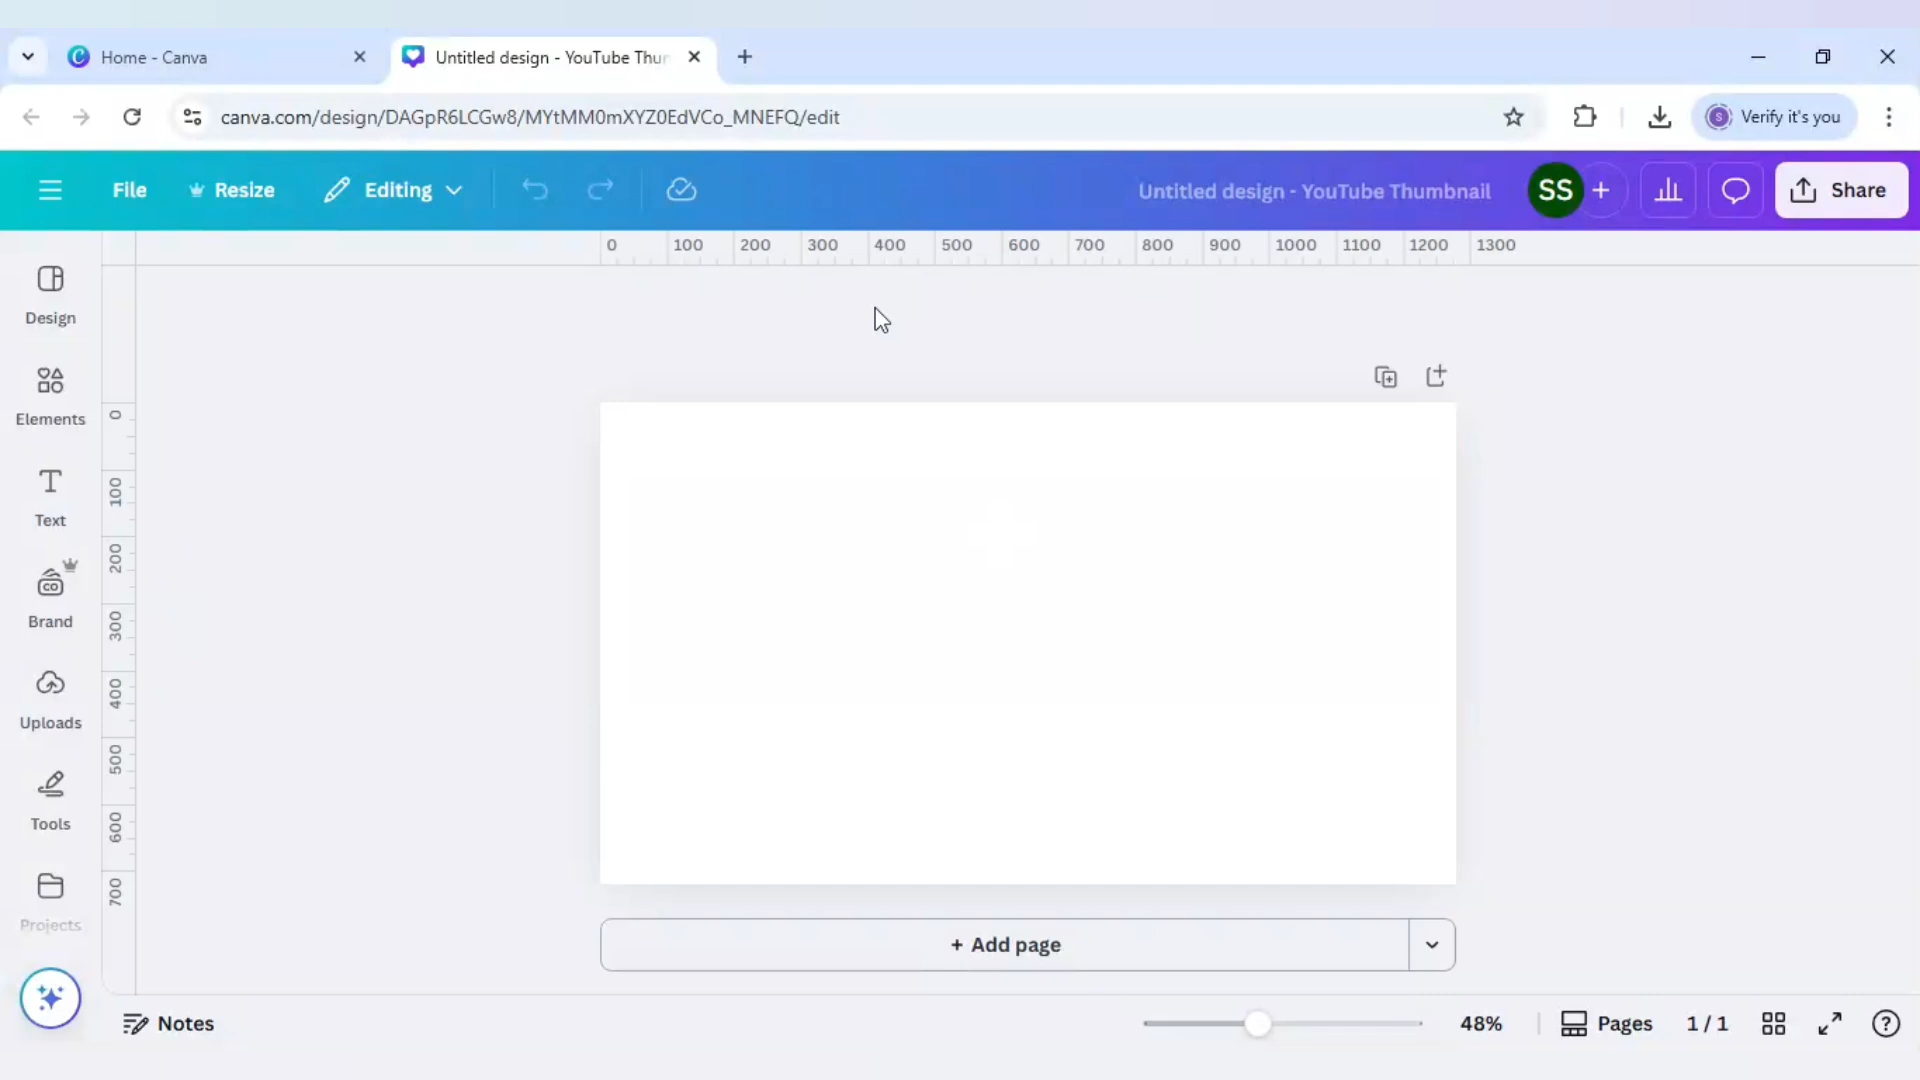 Home - Canva
Untitled design - YouTube Thu
canva.com/design/DAGpR6LCGw8/MYtMM0mXYZ0EdVCo_MNEFQ/edit
S
Verify it's you
File
Resize
Editing
Untitled design - YouTube Thumbnail
SS
+
Share
0 100 200 300 400 500 600 700 800 900 1000 1100 1200 1300
Design
Elements
Text
CO
Brand
Uploads
Tools
Projects
0
100
200
300
400
500
600
700
+ Add page
Notes
48%
Pages
1 / 1
?